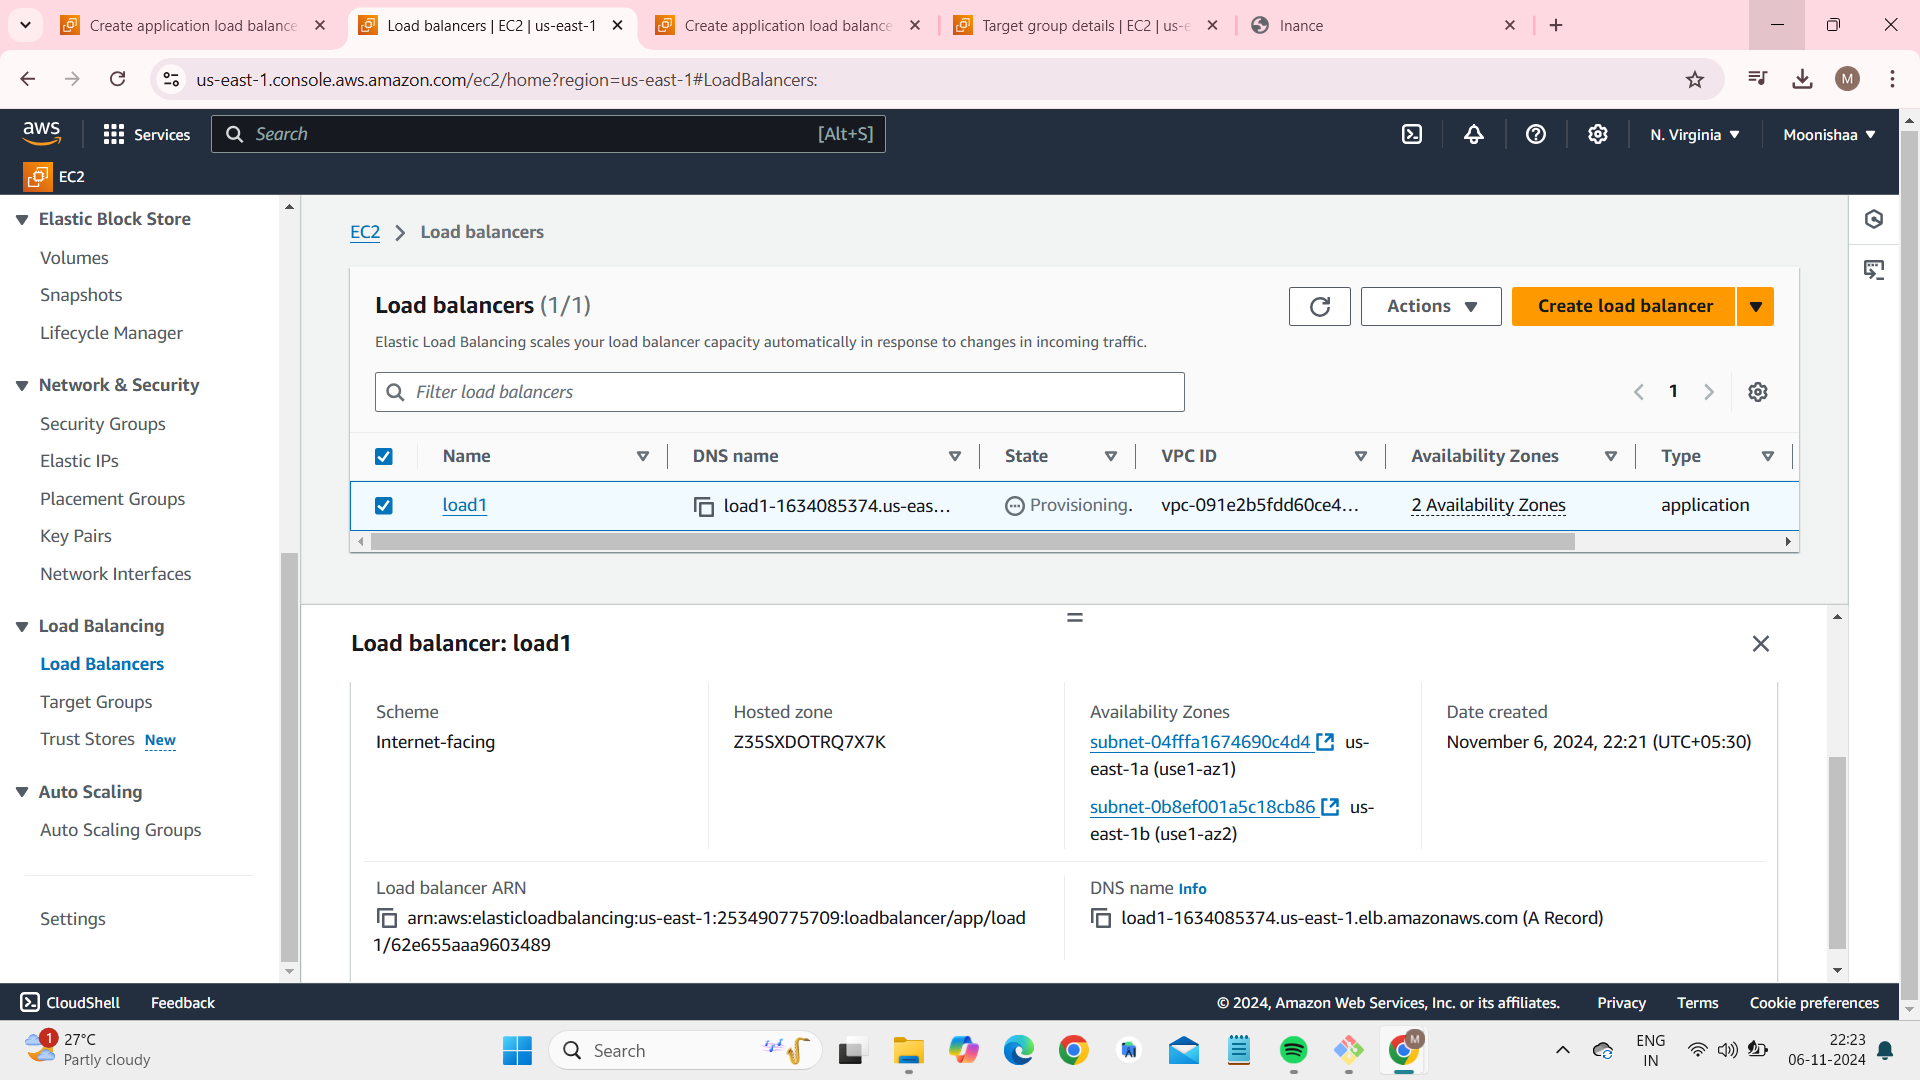 Create application load balance
Load balancers | EC2 | us-east-1
Create application load balance
Target group details | EC2 | us-e
Inance
us-east-1.console.aws.amazon.com/ec2/home?region=us-east-1#LoadBalancers:
M
aws
Services
Search
[Alt+S]
N. Virginia
Moonishaa
EC2
Elastic Block Store
Volumes
Snapshots
Lifecycle Manager
Network & Security
Security Groups
Elastic IPs
Placement Groups
Key Pairs
Network Interfaces
Load Balancing
Load Balancers
Target Groups
Trust Stores New
Auto Scaling
Auto Scaling Groups
Settings
EC2 > Load balancers
Load balancers (1/1)
Actions
Create load balancer
Elastic Load Balancing scales your load balancer capacity automatically in response to changes in incoming traffic.
Filter load balancers
1
Name DNS name State VPC ID Availability Zones Type
load1 load1-1634085374.us-eas... Provisioning. vpc-091e2b5fdd60ce4... 2 Availability Zones application
Load balancer: load1
Scheme
Internet-facing
Hosted zone
Z35SXDOTRQ7X7K
Availability Zones
subnet-04fffa1674690c4d4 us-
east-1a (use1-az1)
subnet-0b8ef001a5c18cb86 us-
east-1b (use1-az2)
Date created
November 6, 2024, 22:21 (UTC+05:30)
Load balancer ARN
arn:aws:elasticloadbalancing:us-east-1:253490775709:loadbalancer/app/load
1/62e655aaa9603489
DNS name Info
load1-1634085374.us-east-1.elb.amazonaws.com (A Record)
CloudShell Feedback
© 2024, Amazon Web Services, Inc. or its affiliates. Privacy Terms Cookie preferences
1
27°C
Partly cloudy
Search
M
ENG
IN
22:23
06-11-2024